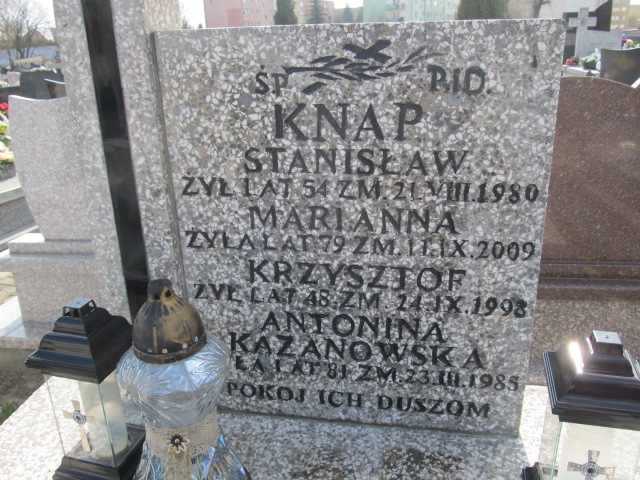 ŚP. P.ID
KNAP
STANISŁAW
ŻYŁ LAT 54 ZM. 21.VIII.1980
MARIANNA
ŻYŁA LAT 79 ZM. 11.IX.2009
KRZYSZTOF
ŻYŁ LAT 48 ZM. 24.IX.1998
ANTONINA
KAZANOWSKA
LAT 81 ZM. 23.III.1985
POKÓJ ICH DUSZOM